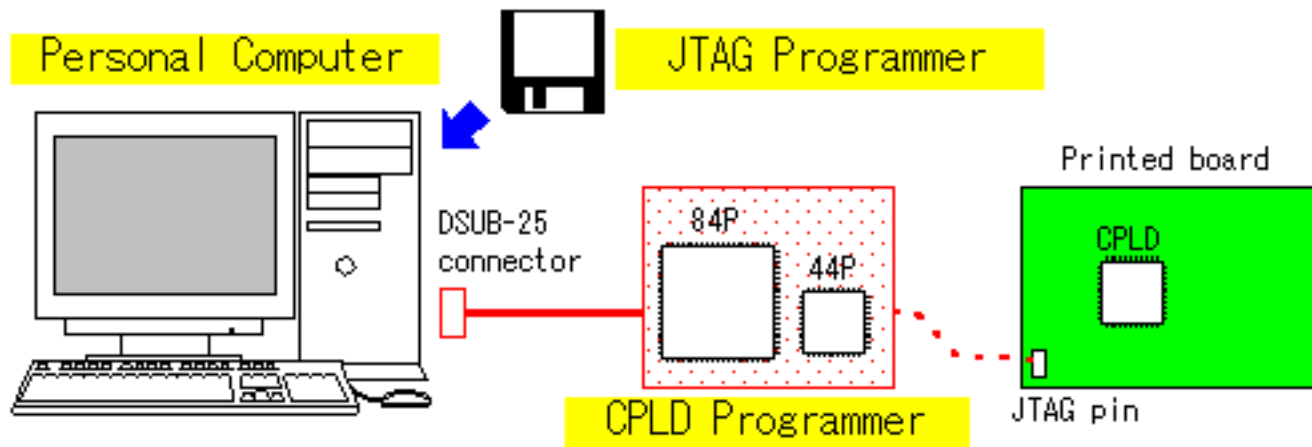 Personal Computer
JTAG Programmer
Printed board
DSUB-25
connector
84P
44P
CPLD
CPLD Programmer
JTAG pin